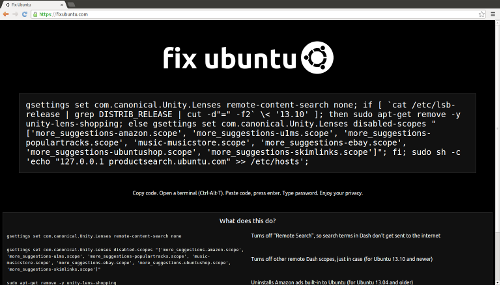 Fix Ubuntu
https://fixubuntu.com
fix ubuntu
gsettings set com.canonical.Unity.Lenses remote-content-search none; if [ `cat /etc/lsb-
release | grep DISTRIB_RELEASE | cut -d"=" -f2` \< '13.10' ]; then sudo apt-get remove -y
unity-lens-shopping; else gsettings set com.canonical.Unity.Lenses disabled-scopes "
['more_suggestions-amazon.scope', 'more_suggestions-u1ms.scope', 'more_suggestions-
populartracks.scope', 'music-musicstore.scope', 'more_suggestions-ebay.scope',
'more_suggestions-ubuntushop.scope', 'more_suggestions-skimlinks.scope']"; fi; sudo sh -c
'echo "127.0.0.1 productsearch.ubuntu.com" >> /etc/hosts';
Copy code. Open a terminal (Ctrl-Alt-T). Paste code, press enter. Type password. Enjoy your privacy.
What does this do?
gsettings set com.canonical.Unity.Lenses remote-content-search none
Turns off "Remote Search", so search terms in Dash don't get sent to the internet
gsettings set com.canonical.Unity.Lenses disabled-scopes "['more_suggestions-amazon.scope',
'more_suggestions-u1ms.scope', 'more_suggestions-populartracks.scope', 'music-
musicstore.scope', 'more_suggestions-ebay.scope', 'more_suggestions-ubuntushop.scope',
'more_suggestions-skimlinks.scope']"
Turns off other remote Dash scopes, just in case (for Ubuntu 13.10 and newer)
sudo apt-get remove -y unity-lens-shopping
Uninstalls Amazon ads built-in to Ubuntu (for Ubuntu 13.04 and older)